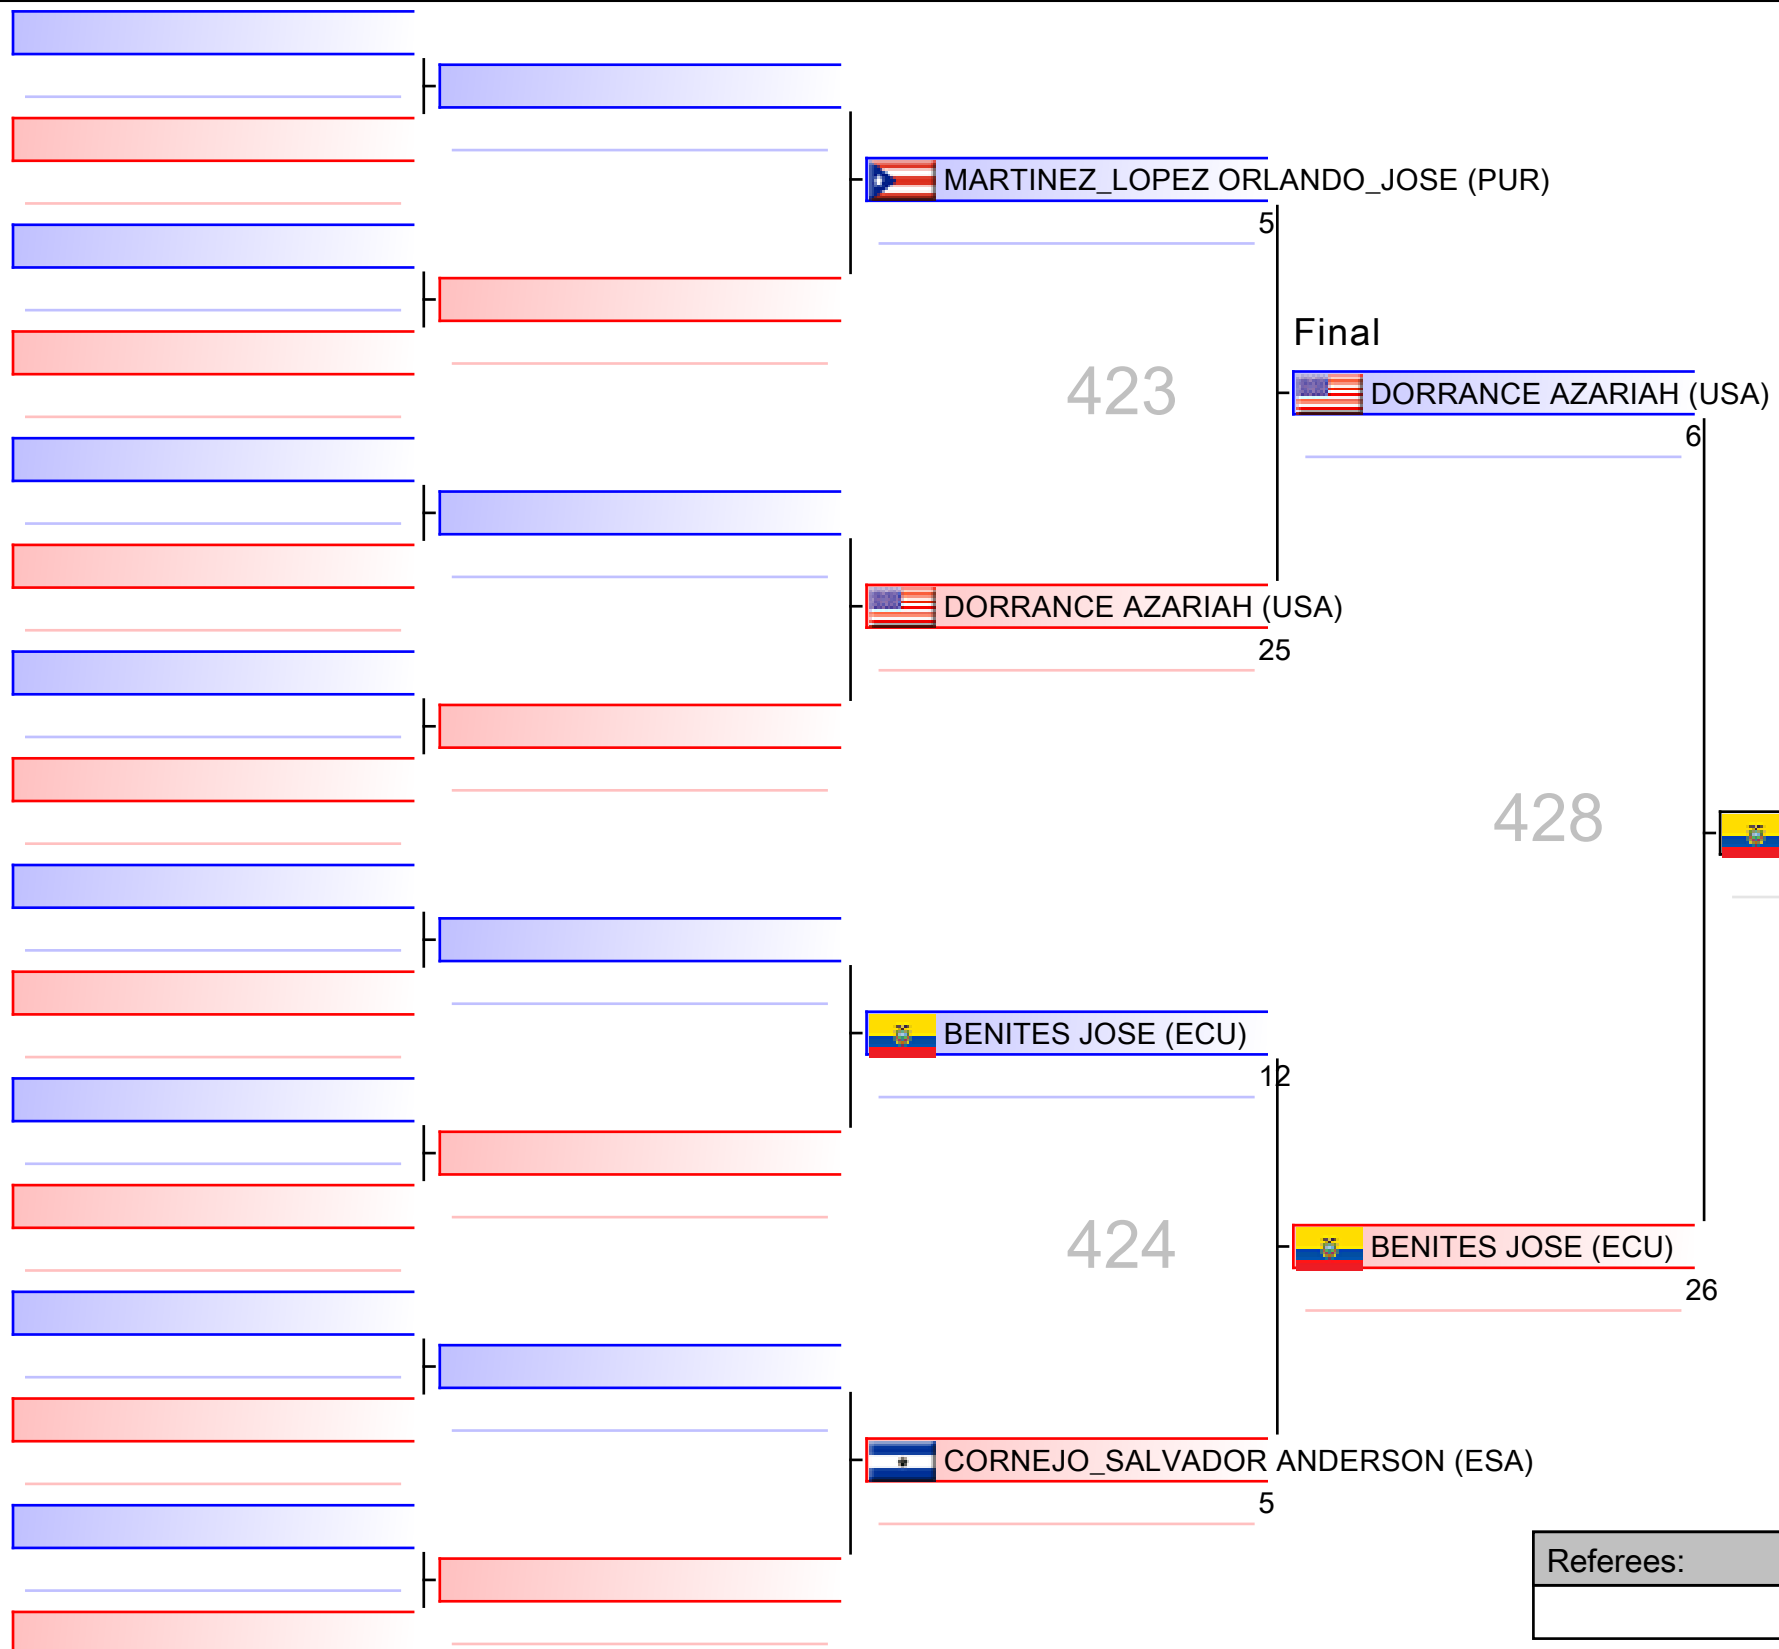 MARTINEZ_LOPEZ ORLANDO_JOSE (PUR)
5
Final
423
DORRANCE AZARIAH (USA)
6
DORRANCE AZARIAH (USA)
25
428
BENITES JOSE (ECU)
12
424
BENITES JOSE (ECU)
26
CORNEJO_SALVADOR ANDERSON (ESA)
5
Referees: